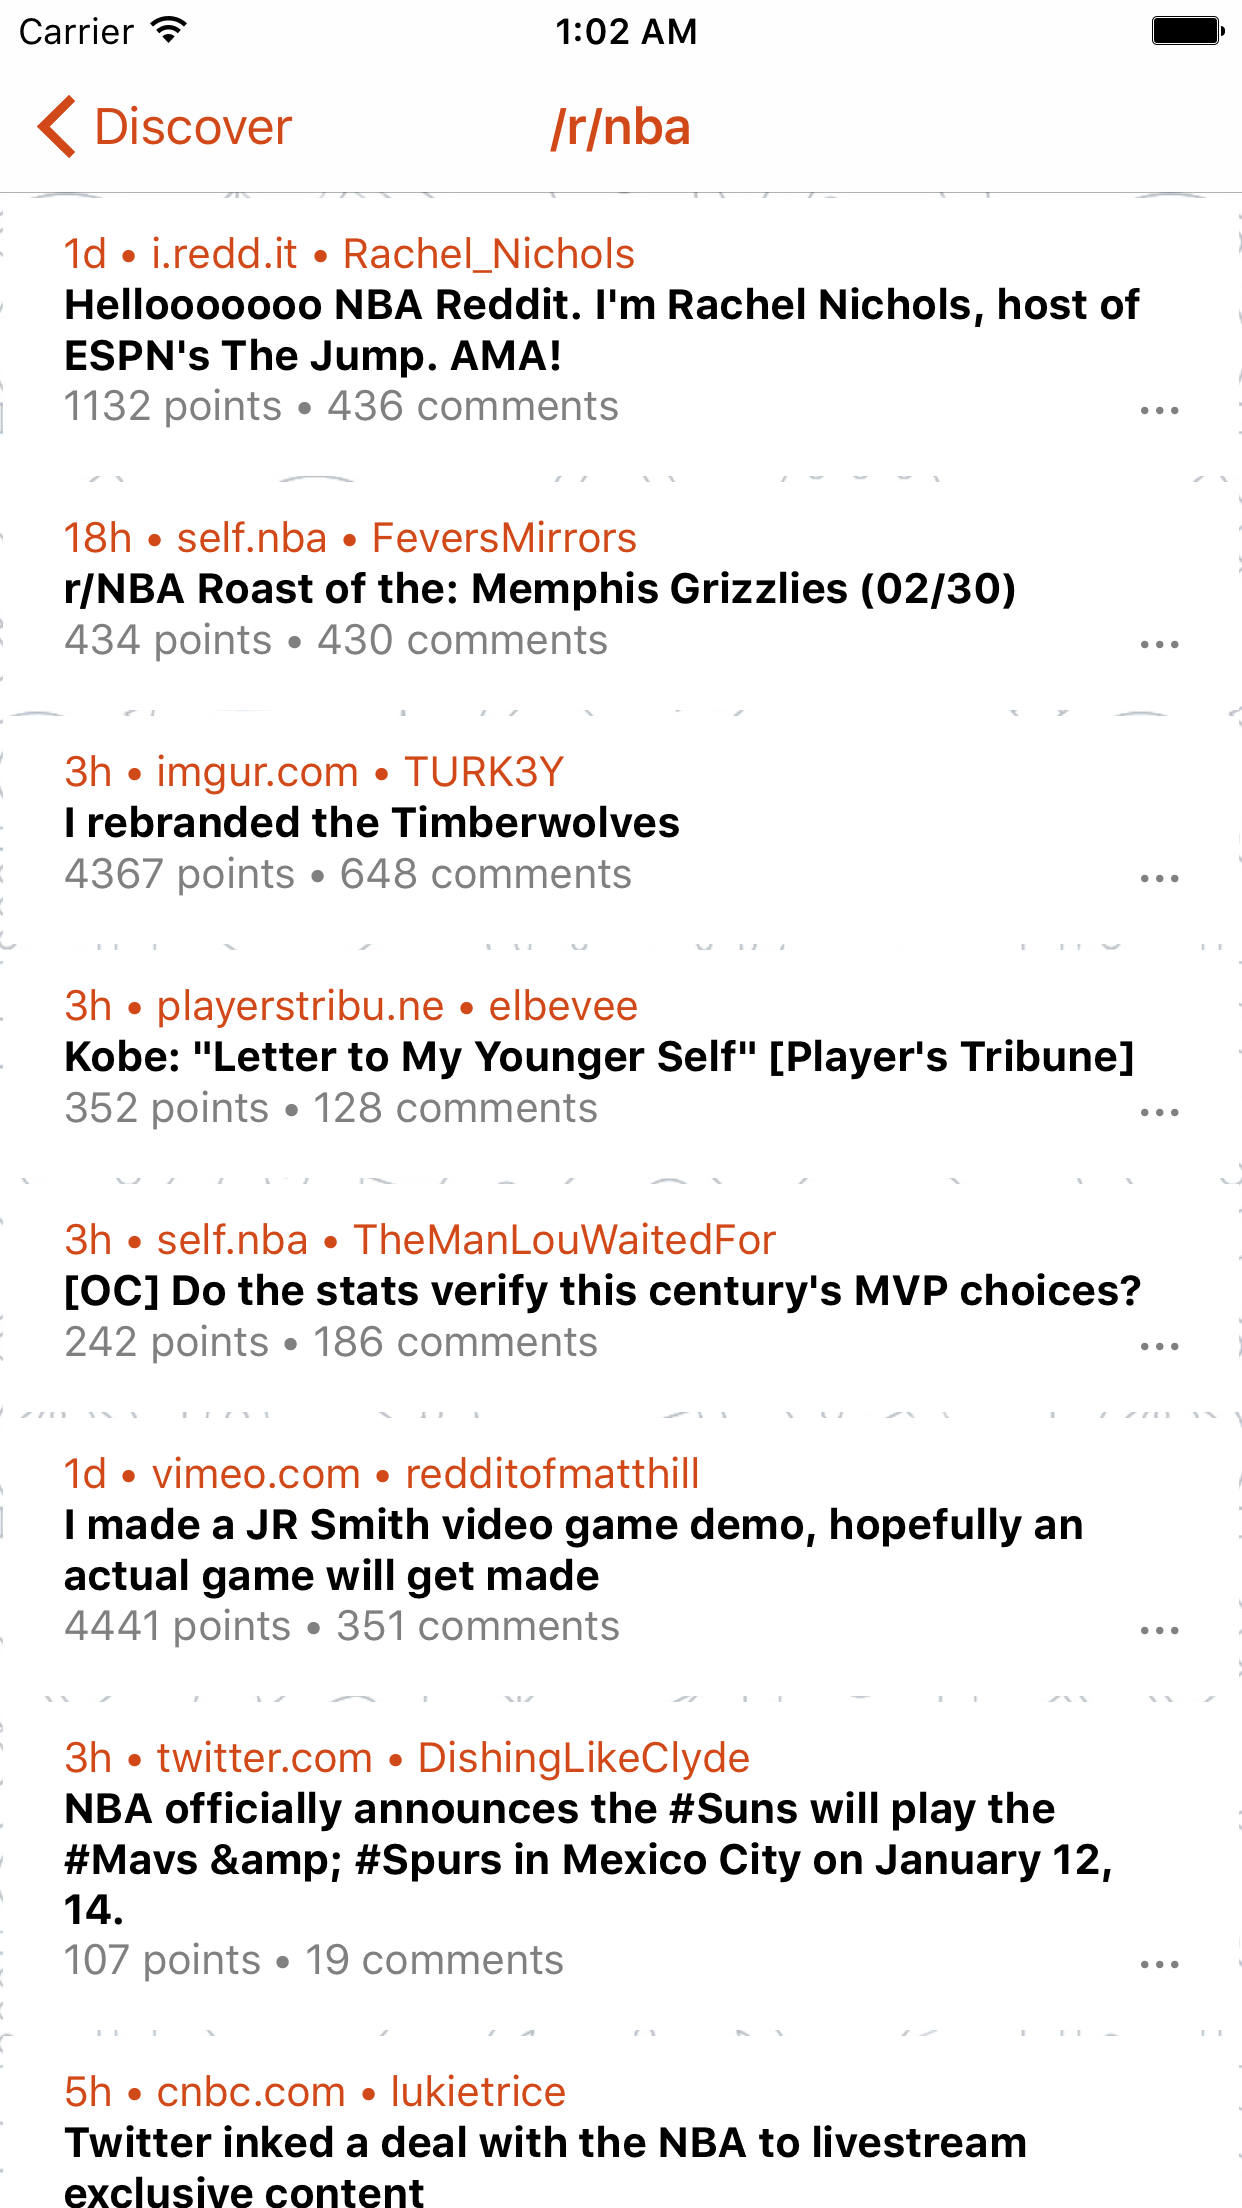 Carrier 1:02 AM
Discover /r/nba
1d • i.redd.it • Rachel_Nichols
Hellooooooo NBA Reddit. I'm Rachel Nichols, host of
ESPN's The Jump. AMA!
1132 points • 436 comments ...
18h • self.nba • FeversMirrors
r/NBA Roast of the: Memphis Grizzlies (02/30)
434 points • 430 comments ...
3h • imgur.com • TURK3Y
I rebranded the Timberwolves
4367 points • 648 comments ...
3h • playerstribu.ne • elbevee
Kobe: "Letter to My Younger Self" [Player's Tribune]
352 points • 128 comments ...
3h • self.nba • TheManLouWaitedFor
[OC] Do the stats verify this century's MVP choices?
242 points • 186 comments ...
1d • vimeo.com • redditofmatthill
I made a JR Smith video game demo, hopefully an
actual game will get made
4441 points • 351 comments ...
3h • twitter.com • DishingLikeClyde
NBA officially announces the #Suns will play the
#Mavs &amp; #Spurs in Mexico City on January 12,
14.
107 points • 19 comments ...
5h • cnbc.com • lukietrice
Twitter inked a deal with the NBA to livestream
exclusive content